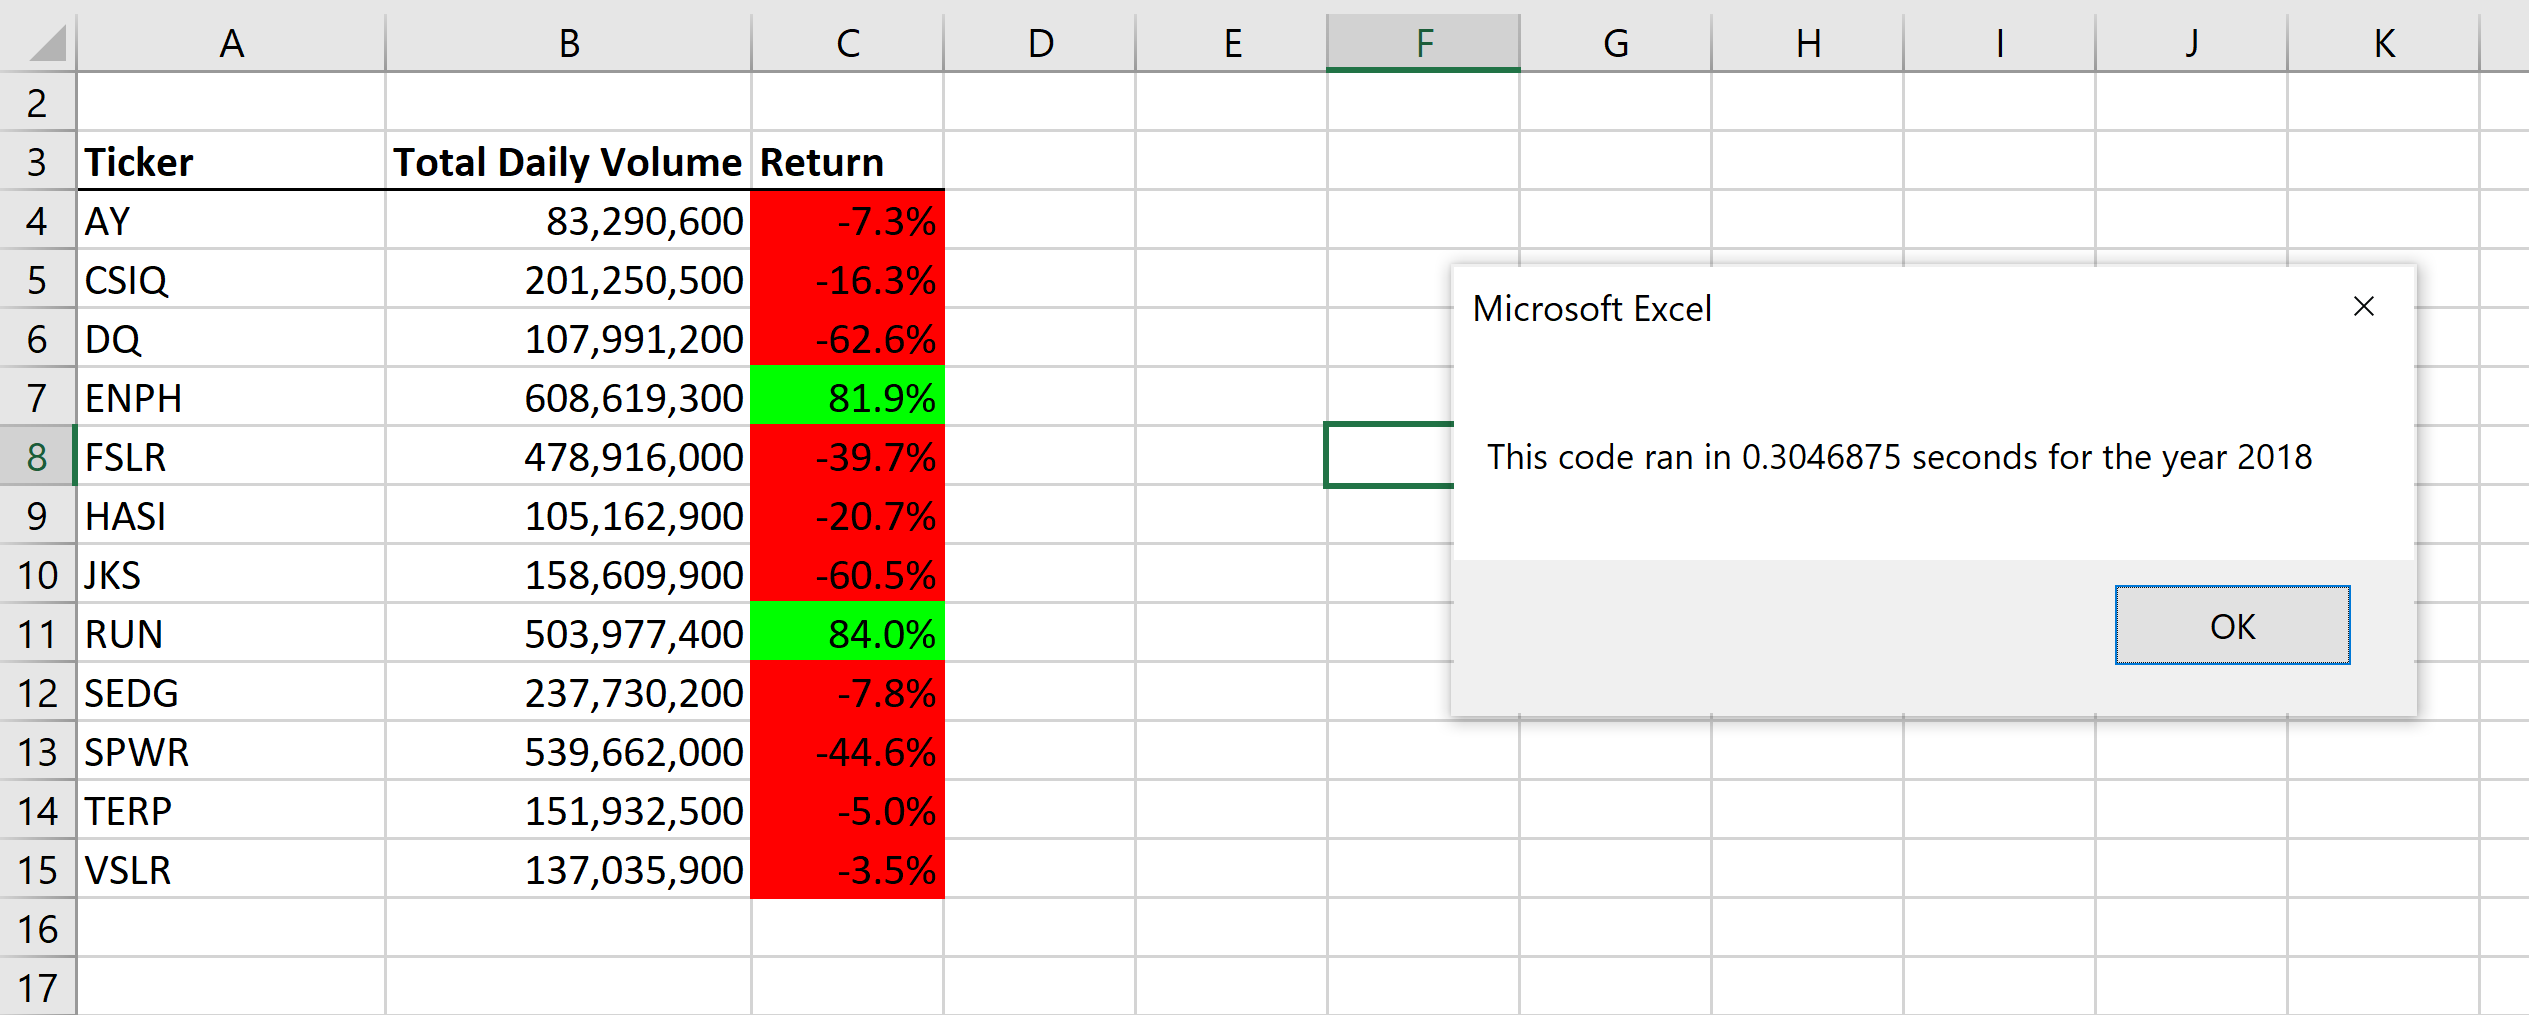 A B C D E F G H I J K
2
3 Ticker Total Daily Volume Return
4 AY 83,290,600 -7.3%
5 CSIQ 201,250,500 -16.3%
6 DQ 107,991,200 -62.6%
7 ENPH 608,619,300 81.9%
8 FSLR 478,916,000 -39.7%
9 HASI 105,162,900 -20.7%
10 JKS 158,609,900 -60.5%
11 RUN 503,977,400 84.0%
12 SEDG 237,730,200 -7.8%
13 SPWR 539,662,000 -44.6%
14 TERP 151,932,500 -5.0%
15 VSLR 137,035,900 -3.5%
16
17
Microsoft Excel
This code ran in 0.3046875 seconds for the year 2018
OK